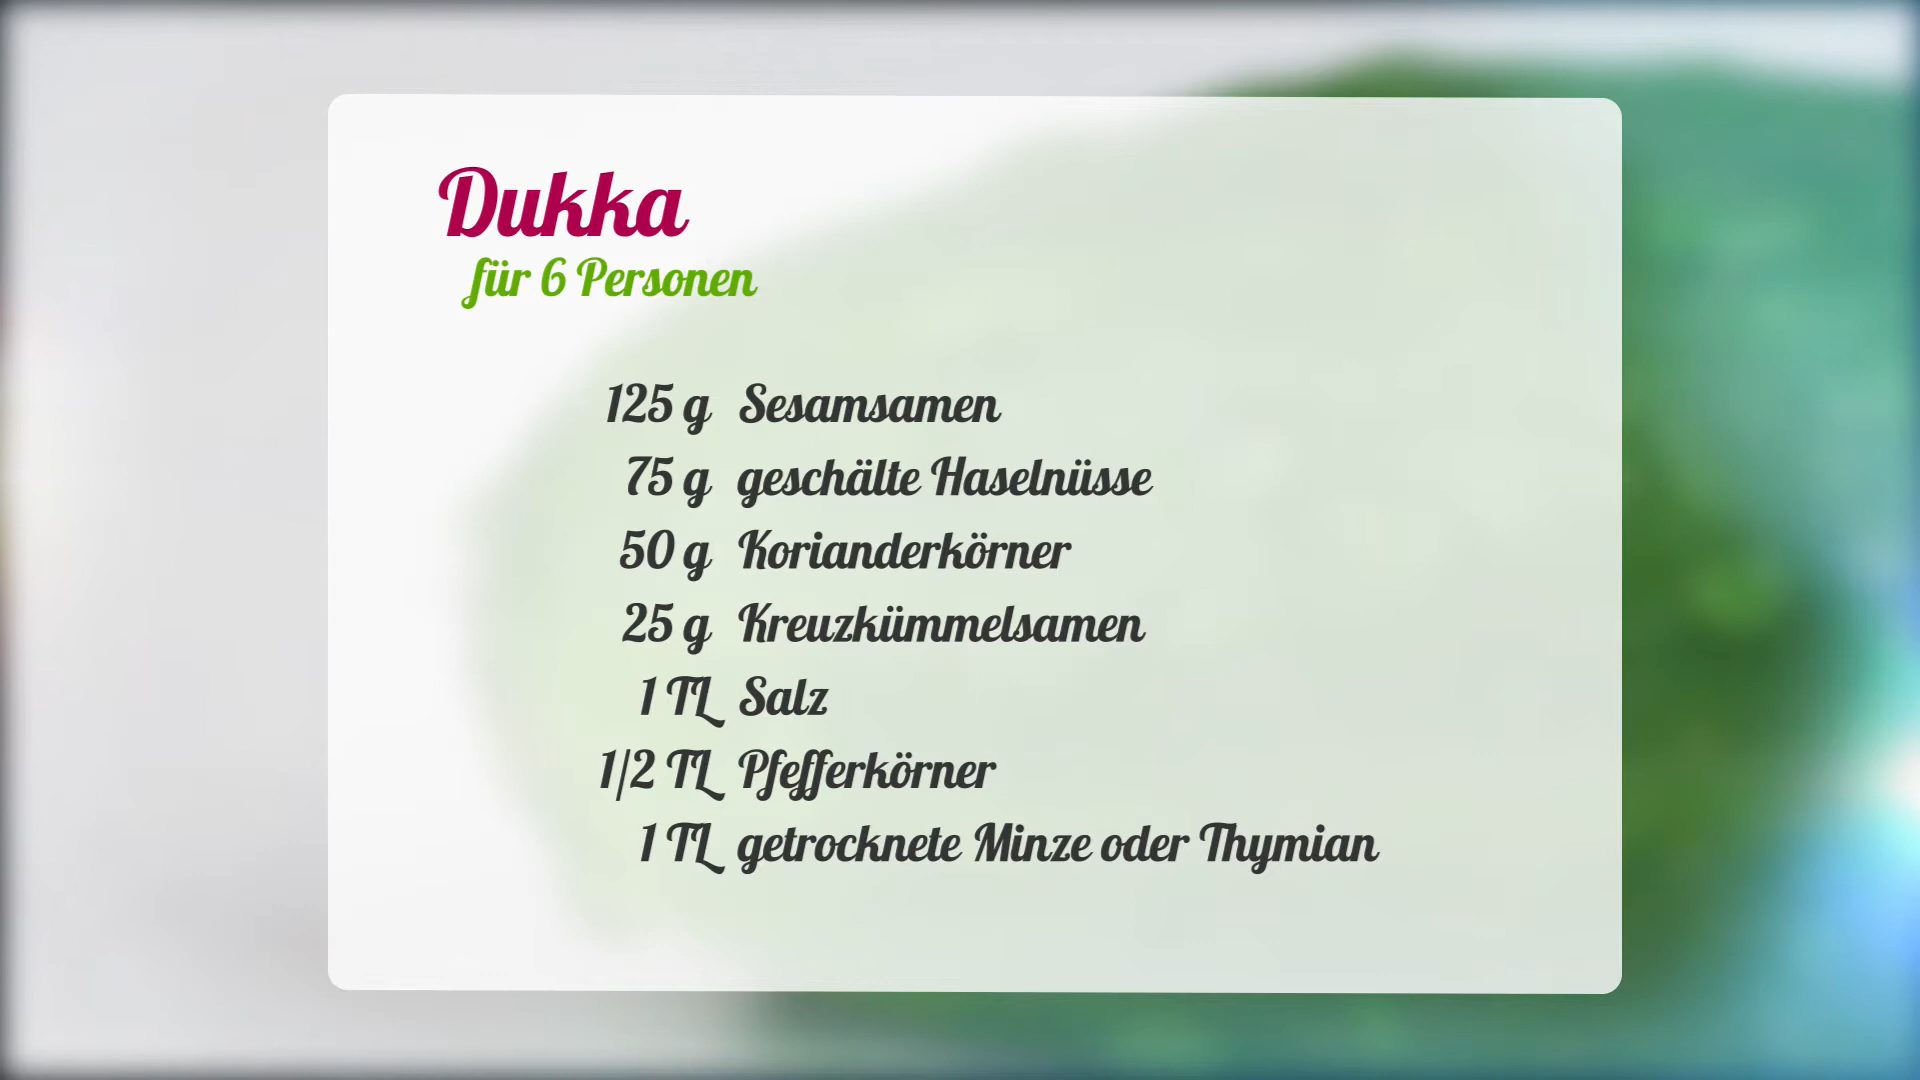 Dukka
für 6 Personen
125 g Sesamsamen
75 g geschälte Haselnüsse
50 g Korianderkörner
25 g Kreuzkümmelsamen
1 TL Salz
1/2 TL Pfefferkörner
1 TL getrocknete Minze oder Thymian